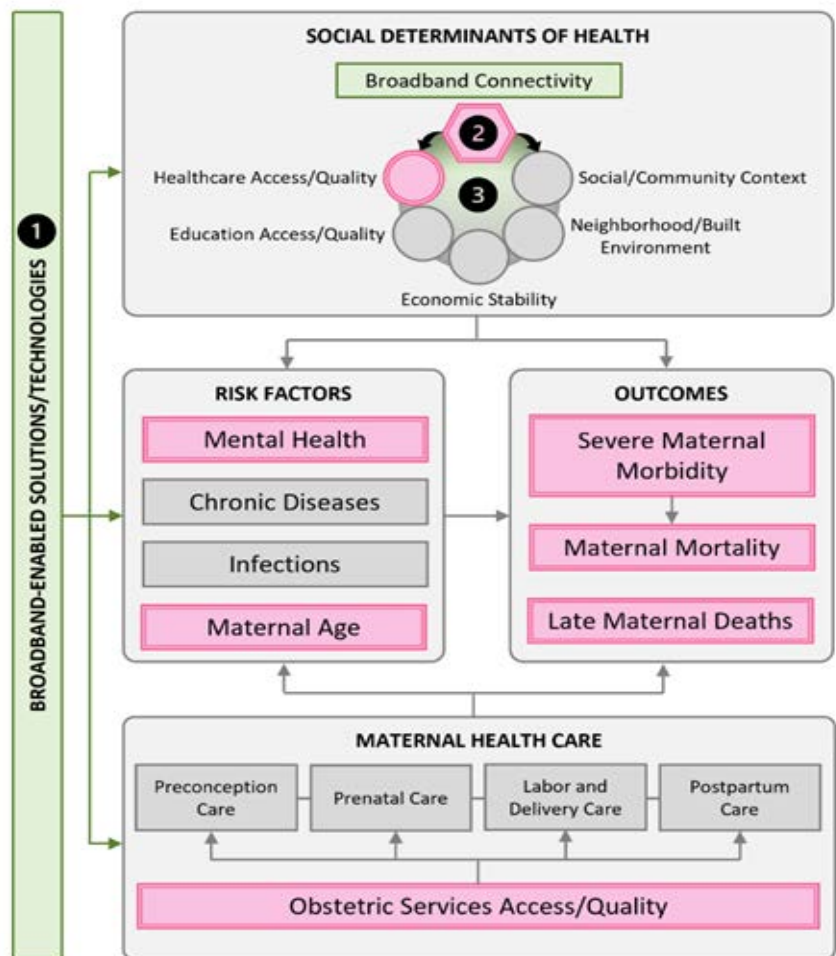 SOCIAL DETERMINANTS OF HEALTH
Broadband Connectivity
2
Healthcare Access/Quality
3
Social/Community Context
Education Access/Quality
Neighborhood/Built
Environment
Economic Stability
1
BROADBAND-ENABLED SOLUTIONS/TECHNOLOGIES
RISK FACTORS
Mental Health
Chronic Diseases
Infections
Maternal Age
OUTCOMES
Severe Maternal
Morbidity
Maternal Mortality
Late Maternal Deaths
MATERNAL HEALTH CARE
Preconception
Care
Prenatal Care
Labor and
Delivery Care
Postpartum
Care
Obstetric Services Access/Quality